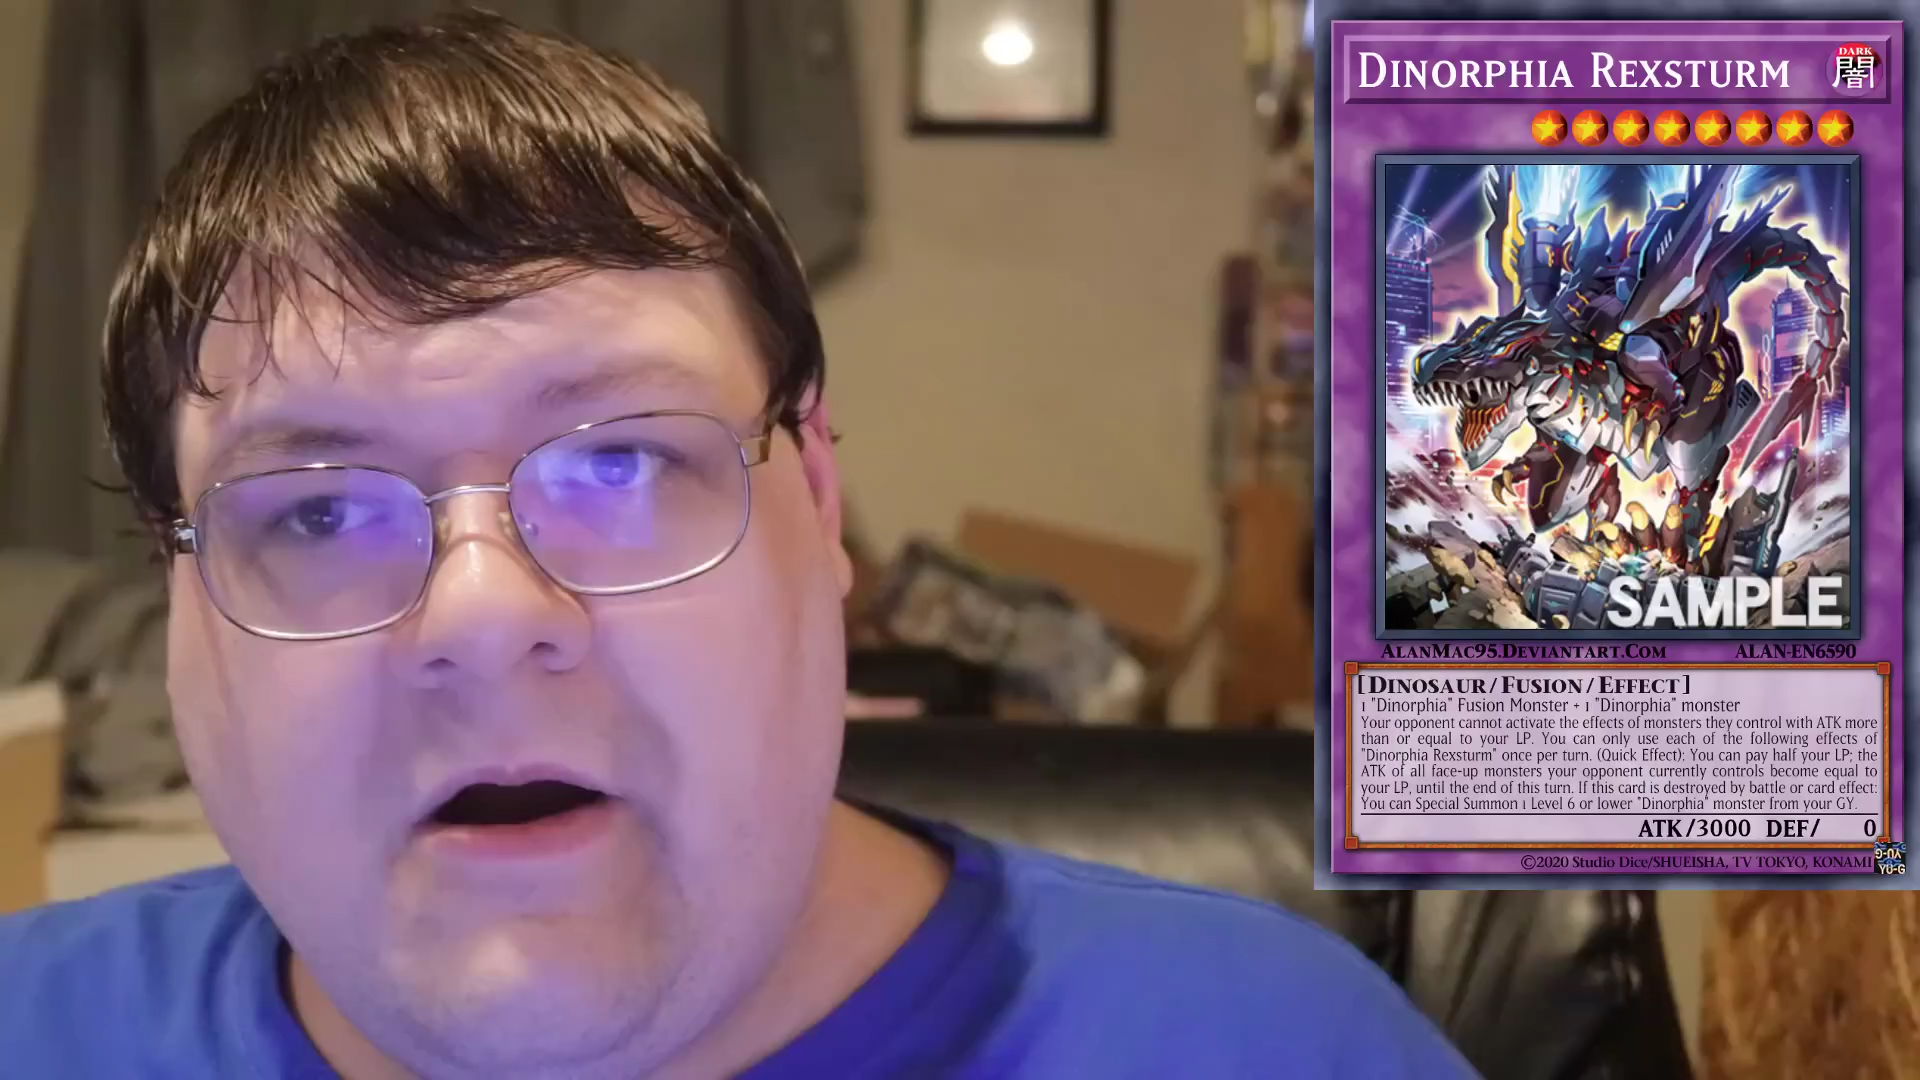 DINORPHIA REXSTURM
DARK
闇
SAMPLE
ALANMAC95.DEVIANTART.COM ALAN-EN6590
[DINOSAUR/FUSION/EFFECT]
1 "Dinorphia" Fusion Monster + 1 "Dinorphia" monster
Your opponent cannot activate the effects of monsters they control with ATK more
than or equal to your LP. You can only use each of the following effects of
"Dinorphia Rexsturm" once per turn. (Quick Effect): You can pay half your LP; the
ATK of all face-up monsters your opponent currently controls become equal to
your LP, until the end of this turn. If this card is destroyed by battle or card effect:
You can Special Summon 1 Level 6 or lower "Dinorphia" monster from your GY.
ATK/3000 DEF/ 0
©2020 Studio Dice/SHUEISHA, TV TOKYO, KONAMI